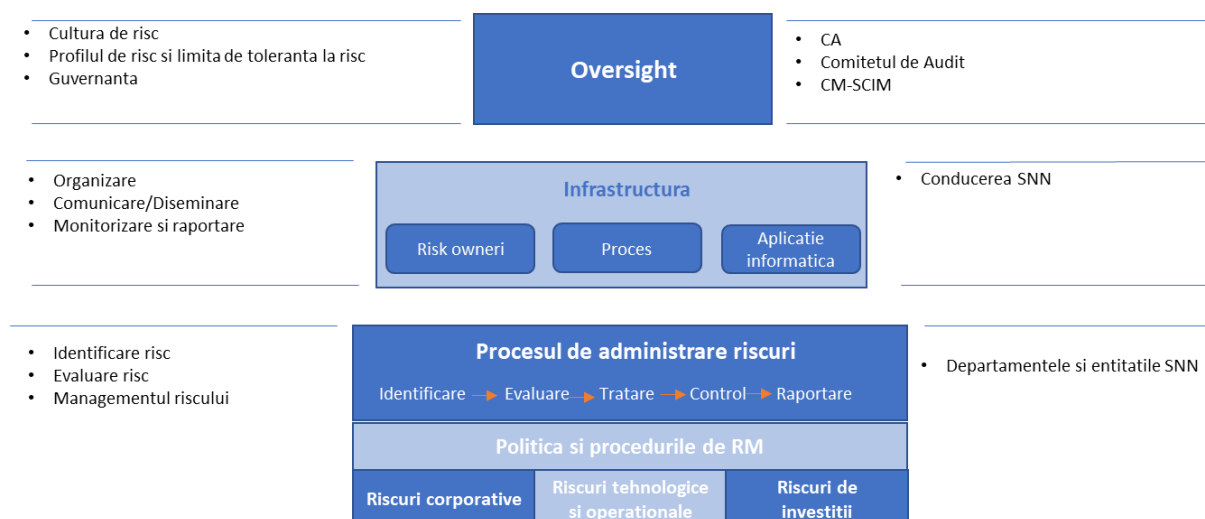 • Cultura de risc
• Profilul de risc si limita de toleranta la risc
• Guvernanta
Oversight
• CA
• Comitetul de Audit
• CM-SCIM
• Organizare
• Comunicare/Diseminare
• Monitorizare si raportare
Infrastructura
Risk owneri
Proces
Aplicatie
informatica
• Conducerea SNN
• Identificare risc
• Evaluare risc
• Managementul riscului
Procesul de administrare riscuri
Identificare → Evaluare → Tratare → Control → Raportare
• Departamentele si entitatile SNN
Politica si procedurile de RM
Riscuri corporative
Riscuri tehnologice
si operationale
Riscuri de
investitii